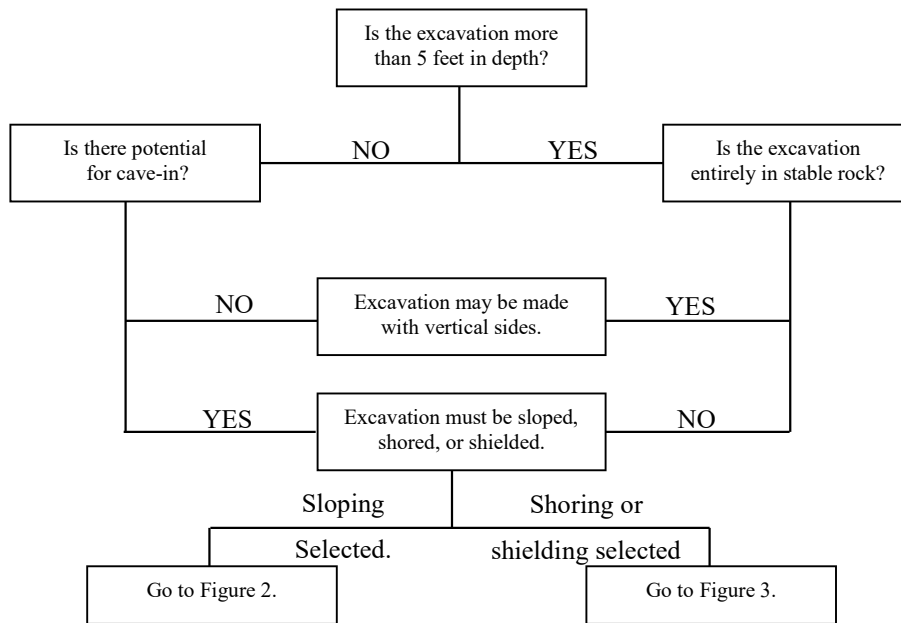 Is the excavation more
than 5 feet in depth?
Is there potential
for cave-in?
NO
YES
Is the excavation
entirely in stable rock?
NO
Excavation may be made
with vertical sides.
YES
YES
Excavation must be sloped,
shored, or shielded.
NO
Sloping
Selected.
Shoring or
shielding selected
Go to Figure 2.
Go to Figure 3.